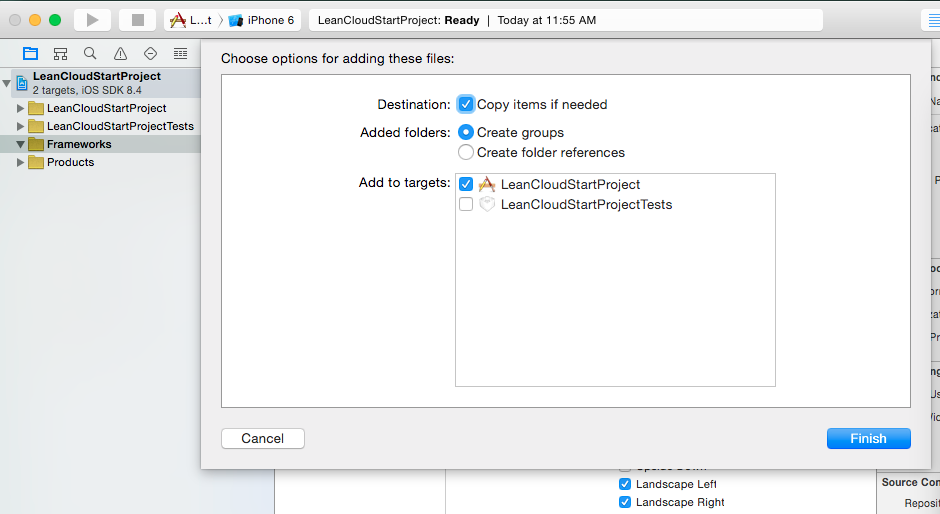 L...t
iPhone 6
LeanCloudStartProject: Ready | Today at 11:55 AM
LeanCloudStartProject
2 targets, iOS SDK 8.4
LeanCloudStartProject
LeanCloudStartProjectTests
Frameworks
Products
Choose options for adding these files:
Destination: Copy items if needed
Added folders: Create groups
Create folder references
Add to targets: LeanCloudStartProject
LeanCloudStartProjectTests
Cancel
Finish
Landscape Left
Landscape Right
Source Con
Reposit